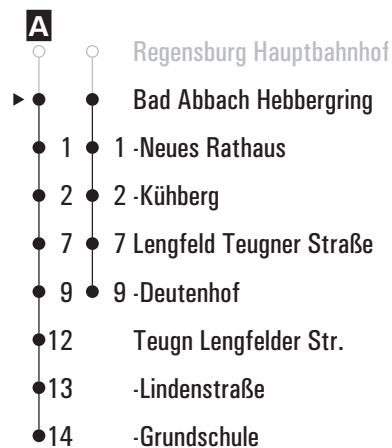 A
Regensburg Hauptbahnhof
Bad Abbach Hebbergring
1 1 -Neues Rathaus
2 2 -Kühberg
7 7 Lengfeld Teugner Straße
9 9 -Deutenhof
12 Teugn Lengfelder Str.
13 -Lindenstraße
14 -Grundschule